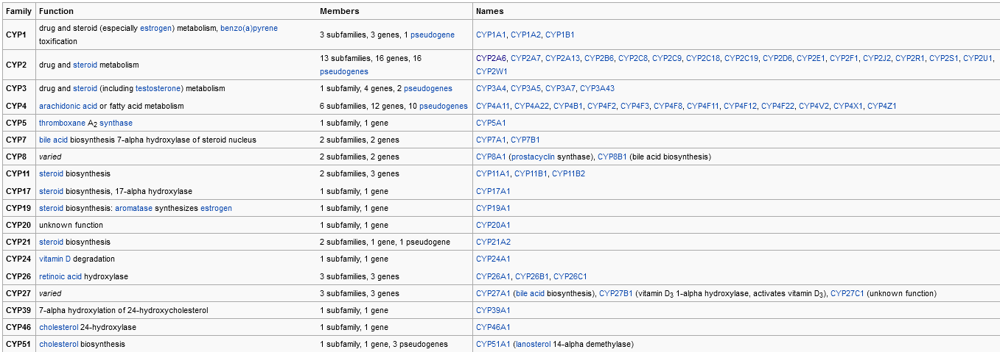 Family Function Members Names
CYP1 drug and steroid (especially estrogen) metabolism, benzo(a)pyrene
toxification 3 subfamilies, 3 genes, 1 pseudogene CYP1A1, CYP1A2, CYP1B1
CYP2 drug and steroid metabolism 13 subfamilies, 16 genes, 16
pseudogenes CYP2A6, CYP2A7, CYP2A13, CYP2B6, CYP2C8, CYP2C9, CYP2C18, CYP2C19, CYP2D6, CYP2E1, CYP2F1, CYP2J2, CYP2R1, CYP2S1, CYP2U1,
CYP2W1
CYP3 drug and steroid (including testosterone) metabolism 1 subfamily, 4 genes, 2 pseudogenes CYP3A4, CYP3A5, CYP3A7, CYP3A43
CYP4 arachidonic acid or fatty acid metabolism 6 subfamilies, 12 genes, 10 pseudogenes CYP4A11, CYP4A22, CYP4B1, CYP4F2, CYP4F3, CYP4F8, CYP4F11, CYP4F12, CYP4F22, CYP4V2, CYP4X1, CYP4Z1
CYP5 thromboxane A2 synthase 1 subfamily, 1 gene CYP5A1
CYP7 bile acid biosynthesis 7-alpha hydroxylase of steroid nucleus 2 subfamilies, 2 genes CYP7A1, CYP7B1
CYP8 varied 2 subfamilies, 2 genes CYP8A1 (prostacyclin synthase), CYP8B1 (bile acid biosynthesis)
CYP11 steroid biosynthesis 2 subfamilies, 3 genes CYP11A1, CYP11B1, CYP11B2
CYP17 steroid biosynthesis, 17-alpha hydroxylase 1 subfamily, 1 gene CYP17A1
CYP19 steroid biosynthesis: aromatase synthesizes estrogen 1 subfamily, 1 gene CYP19A1
CYP20 unknown function 1 subfamily, 1 gene CYP20A1
CYP21 steroid biosynthesis 2 subfamilies, 1 gene, 1 pseudogene CYP21A2
CYP24 vitamin D degradation 1 subfamily, 1 gene CYP24A1
CYP26 retinoic acid hydroxylase 3 subfamilies, 3 genes CYP26A1, CYP26B1, CYP26C1
CYP27 varied 3 subfamilies, 3 genes CYP27A1 (bile acid biosynthesis), CYP27B1 (vitamin D3 1-alpha hydroxylase, activates vitamin D3), CYP27C1 (unknown function)
CYP39 7-alpha hydroxylation of 24-hydroxycholesterol 1 subfamily, 1 gene CYP39A1
CYP46 cholesterol 24-hydroxylase 1 subfamily, 1 gene CYP46A1
CYP51 cholesterol biosynthesis 1 subfamily, 1 gene, 3 pseudogenes CYP51A1 (lanosterol 14-alpha demethylase)